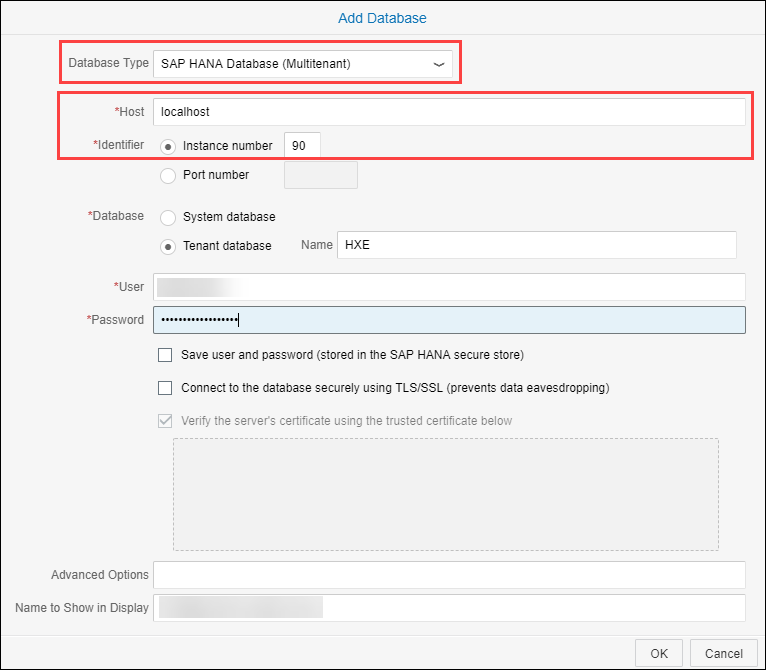 Add Database
Database Type SAP HANA Database (Multitenant)
*Host localhost
*Identifier Instance number 90
Port number
*Database System database
Tenant database Name HXE
*User
*Password ••••••••••••••••••
Save user and password (stored in the SAP HANA secure store)
Connect to the database securely using TLS/SSL (prevents data eavesdropping)
Verify the server's certificate using the trusted certificate below
Advanced Options
Name to Show in Display
OK Cancel